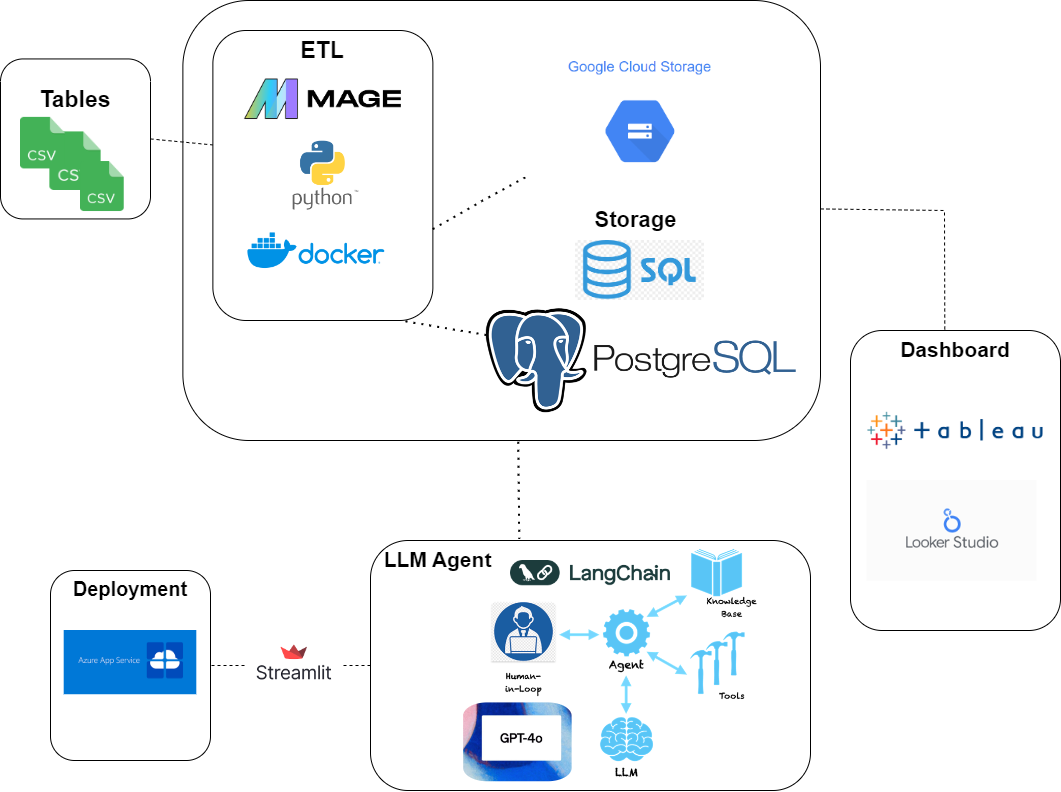 Tables
CSV
CS
CSV
ETL
MAGE
python™
docker
Google Cloud Storage
Storage
SQL
PostgreSQL
Dashboard
+ableau
Looker Studio
LLM Agent
LangChain
Knowledge
Base
Human-
in-Loop
Agent
Tools
GPT-4o
LLM
Deployment
Azure App Service
Streamlit